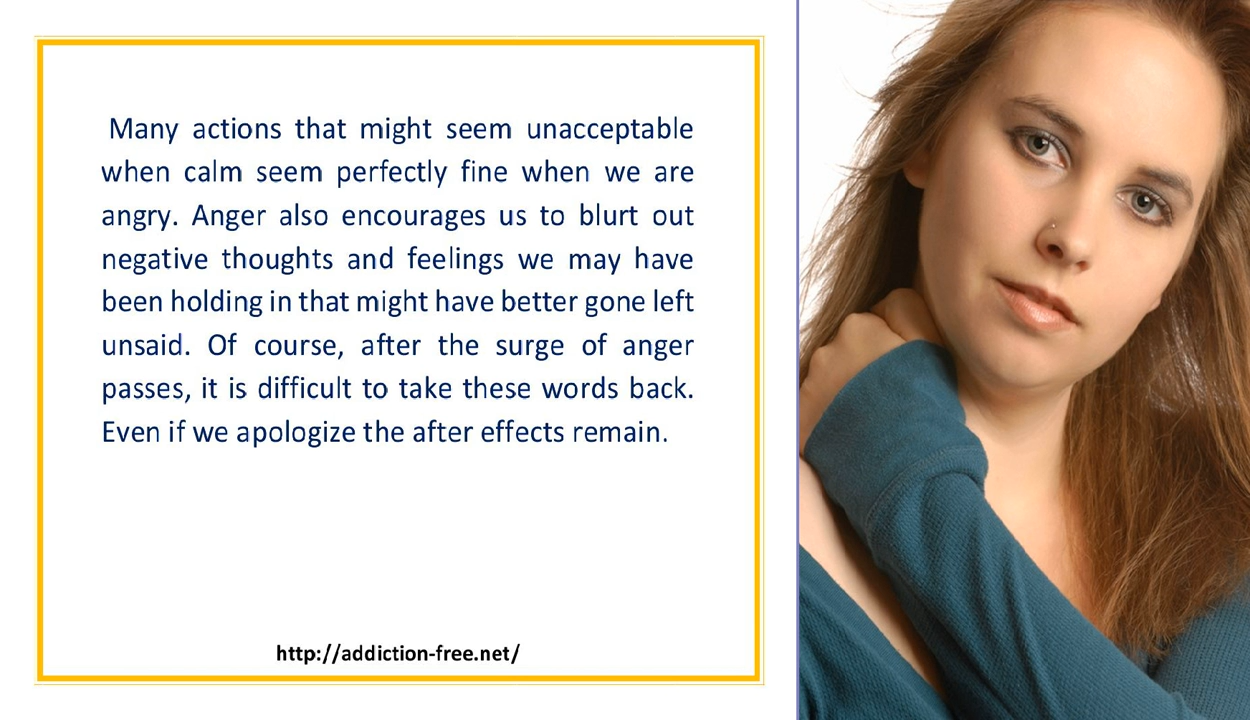 Many actions that might seem unacceptable
when calm seem perfectly fine when we are
angry. Anger also encourages us to blurt out
negative thoughts and feelings we may have
been holding in that might have better gone left
unsaid. Of course, after the surge of anger
passes, it is difficult to take these words back.
Even if we apologize the after effects remain.
http://addiction-free.net/